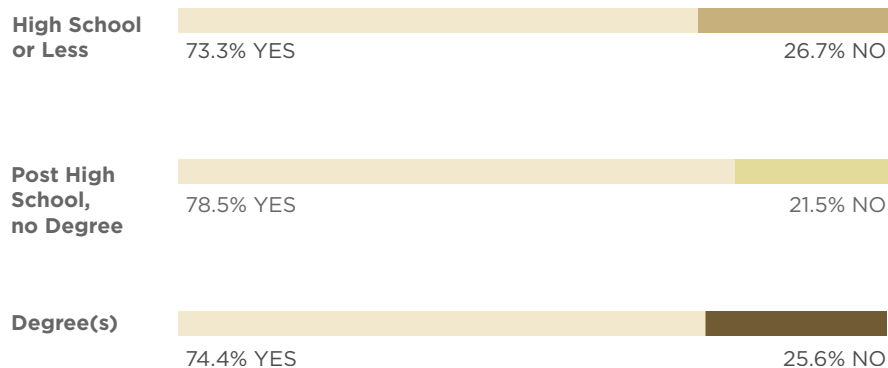 High School
or Less
73.3% YES 26.7% NO
Post High
School,
no Degree
78.5% YES 21.5% NO
Degree(s)
74.4% YES 25.6% NO